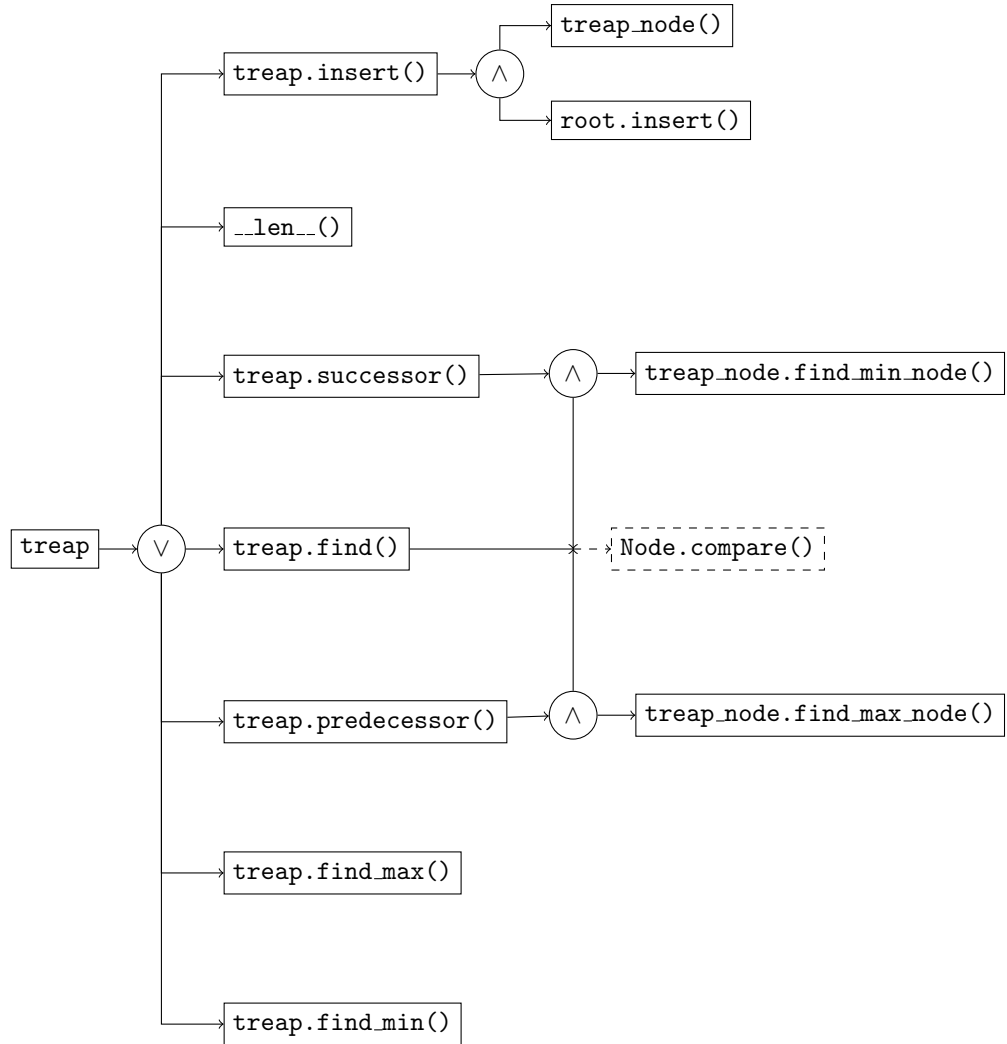 treap_node()
treap.insert()
∧
root.insert()
__len__()
treap.successor()
∧
treap_node.find_min_node()
treap
∨
treap.find()
Node.compare()
treap.predecessor()
∧
treap_node.find_max_node()
treap.find_max()
treap.find_min()